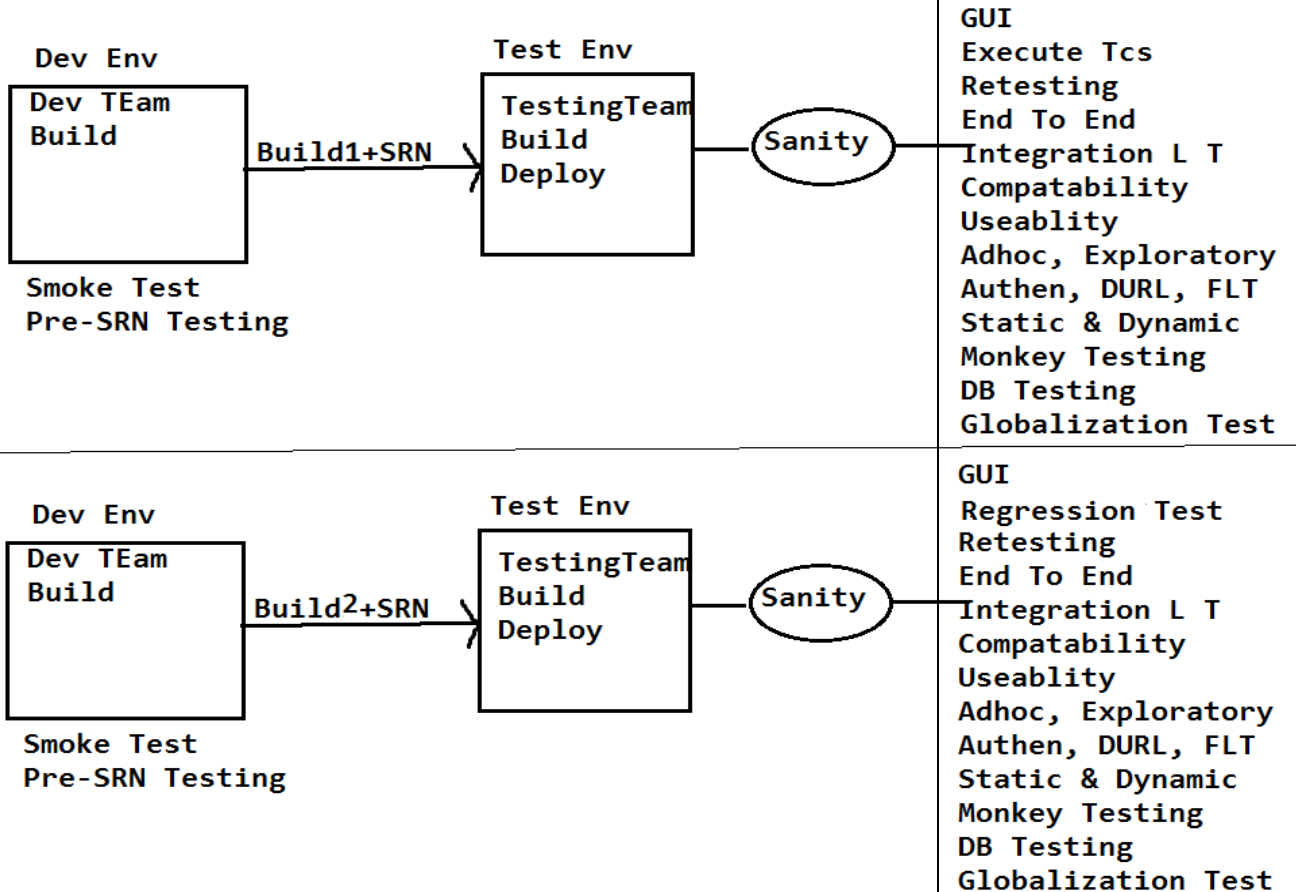 Dev Env
Dev TEam
Build
Smoke Test
Pre-SRN Testing
Build1+SRN
Test Env
TestingTeam
Build
Deploy
Sanity
GUI
Execute Tcs
Retesting
End To End
Integration L T
Compatability
Useablity
Adhoc, Exploratory
Authen, DURL, FLT
Static & Dynamic
Monkey Testing
DB Testing
Globalization Test
Dev Env
Dev TEam
Build
Smoke Test
Pre-SRN Testing
Build2+SRN
Test Env
TestingTeam
Build
Deploy
Sanity
GUI
Regression Test
Retesting
End To End
Integration L T
Compatability
Useablity
Adhoc, Exploratory
Authen, DURL, FLT
Static & Dynamic
Monkey Testing
DB Testing
Globalization Test